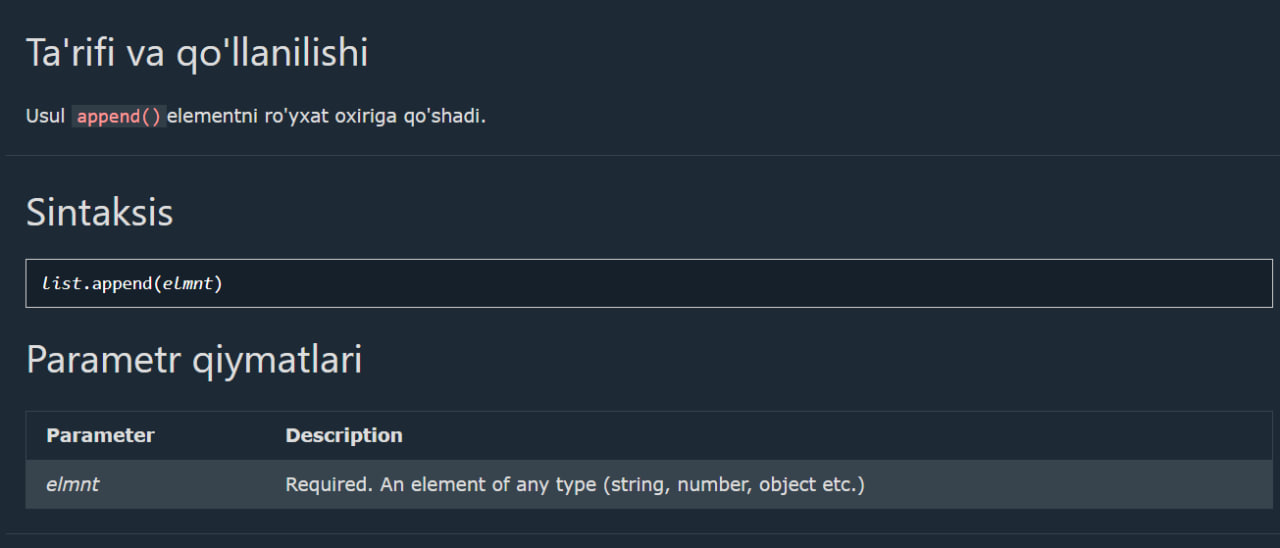 Ta'rifi va qo'llanilishi
Usul append() elementni ro'yxat oxiriga qo'shadi.
Sintaksis
list.append(elmnt)
Parametr qiymatlari
Parameter Description
elmnt Required. An element of any type (string, number, object etc.)